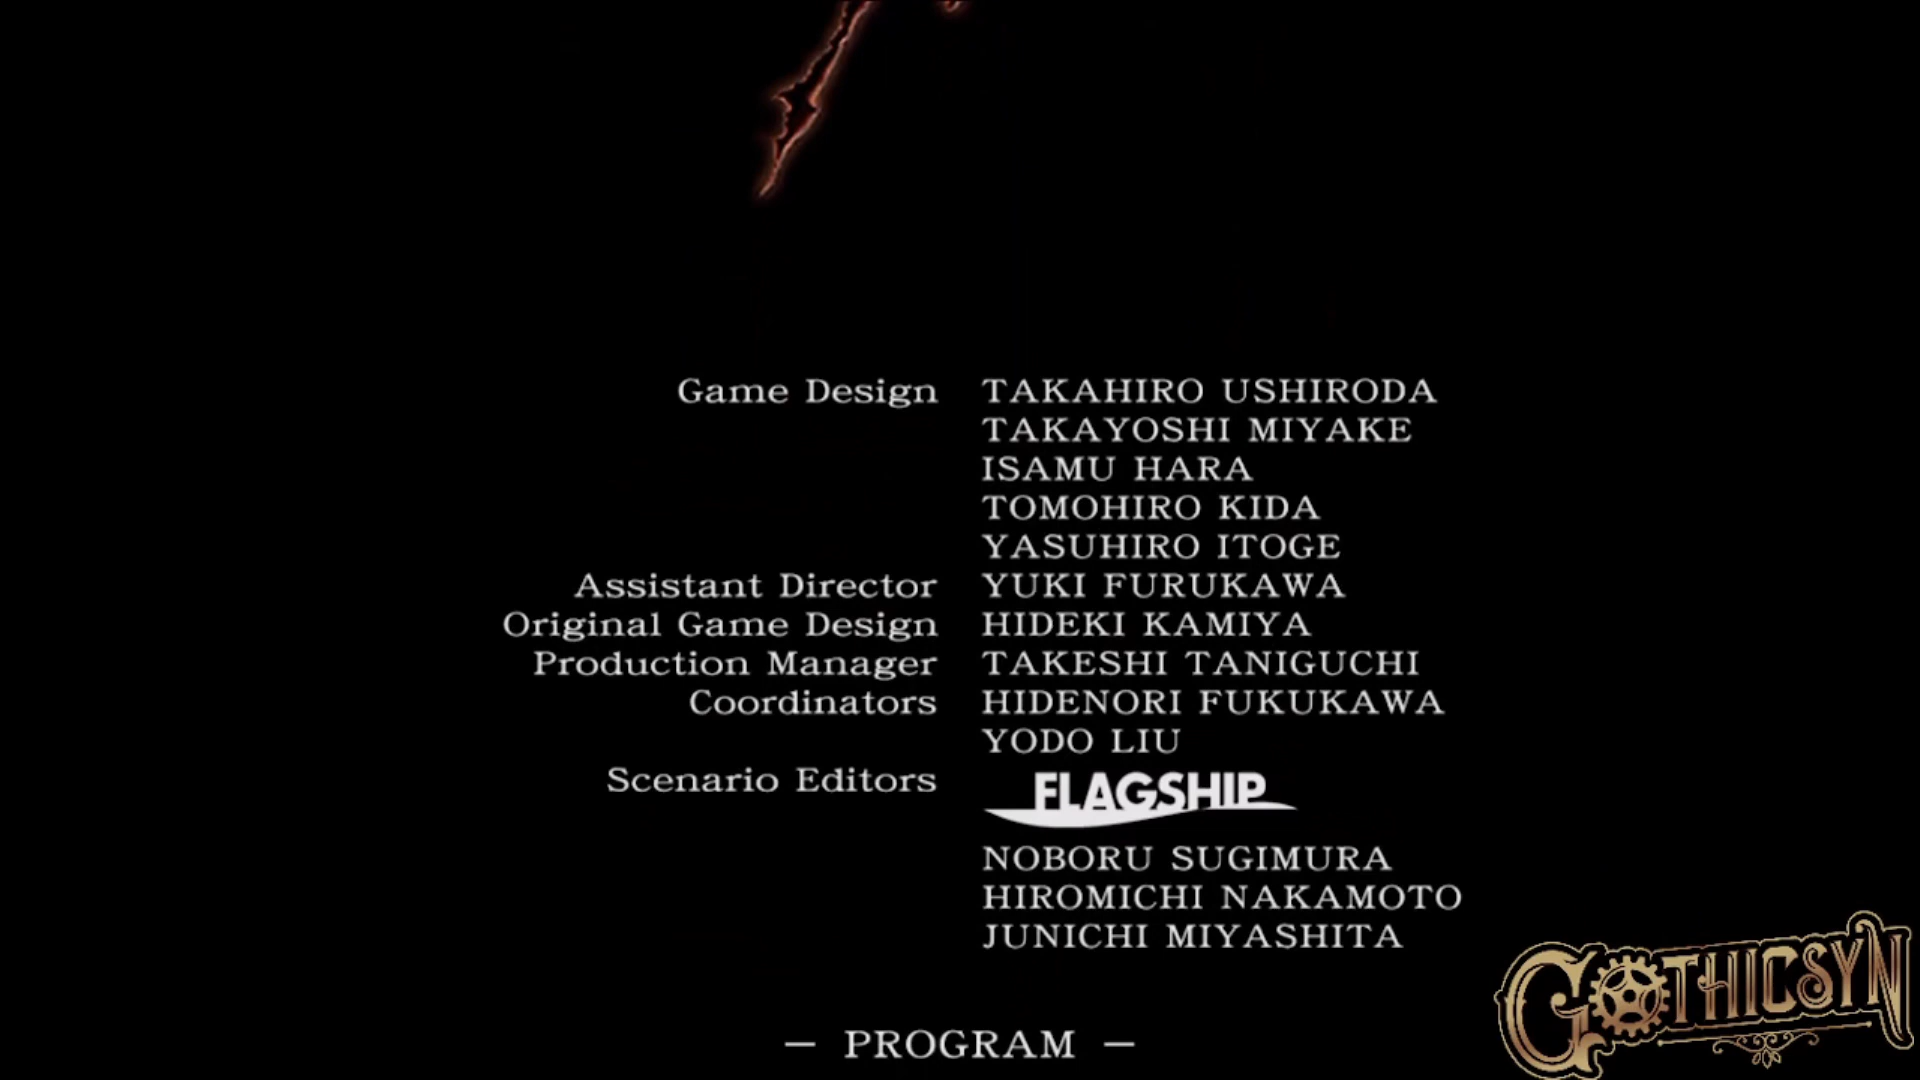 Game Design TAKAHIRO USHIRODA
TAKAYOSHI MIYAKE
ISAMU HARA
TOMOHIRO KIDA
YASUHIRO ITOGE
Assistant Director YUKI FURUKAWA
Original Game Design HIDEKI KAMIYA
Production Manager TAKESHI TANIGUCHI
Coordinators HIDENORI FUKUKAWA
YODO LIU
Scenario Editors FLAGSHIP
NOBORU SUGIMURA
HIROMICHI NAKAMOTO
JUNICHI MIYASHITA
— PROGRAM —
GOTHICSYN